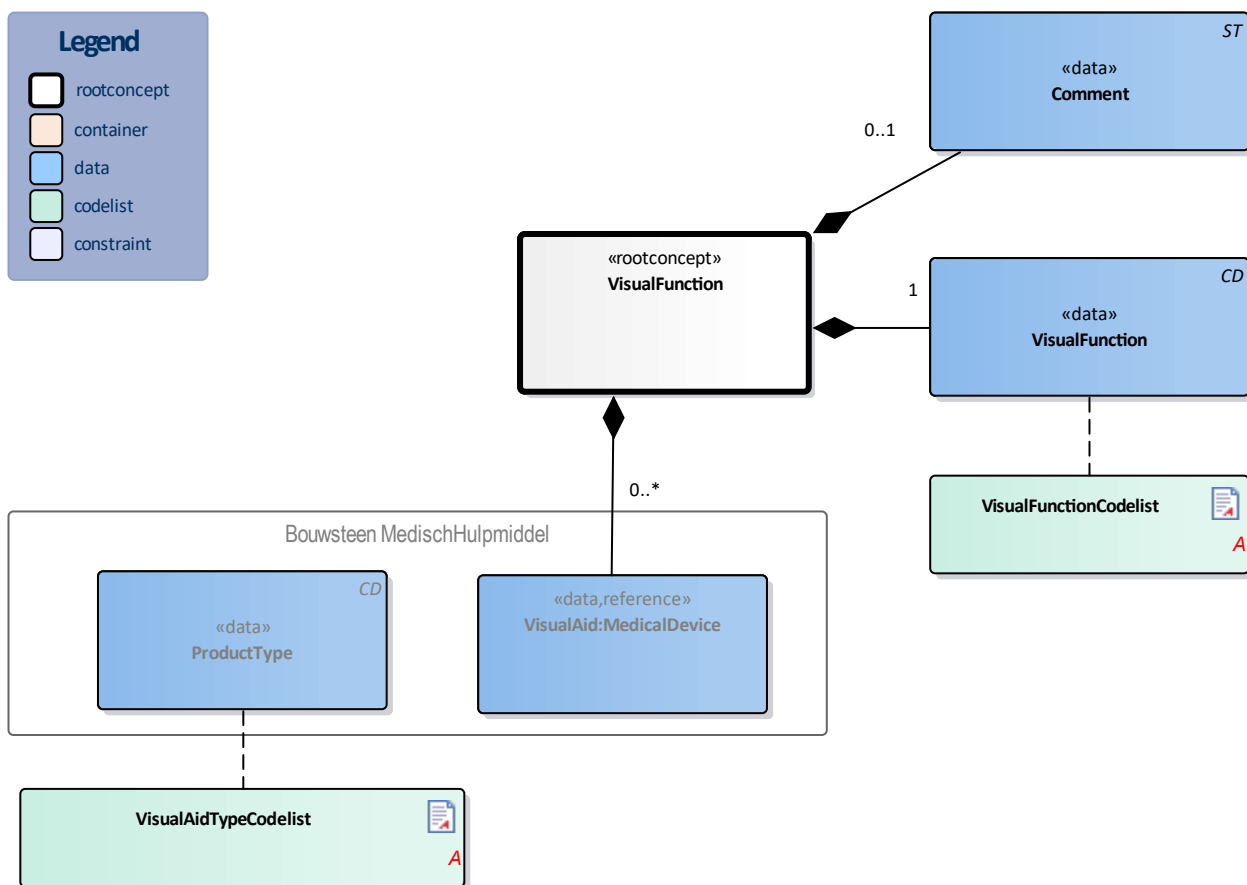 Legend
rootconcept
container
data
codelist
constraint
ST
«data»
Comment
0..1
«rootconcept»
VisualFunction
1
CD
«data»
VisualFunction
0..*
VisualFunctionCodelist
A
Bouwsteen MedischHulpmiddel
CD
«data»
ProductType
«data,reference»
VisualAid:MedicalDevice
VisualAidTypeCodelist
A